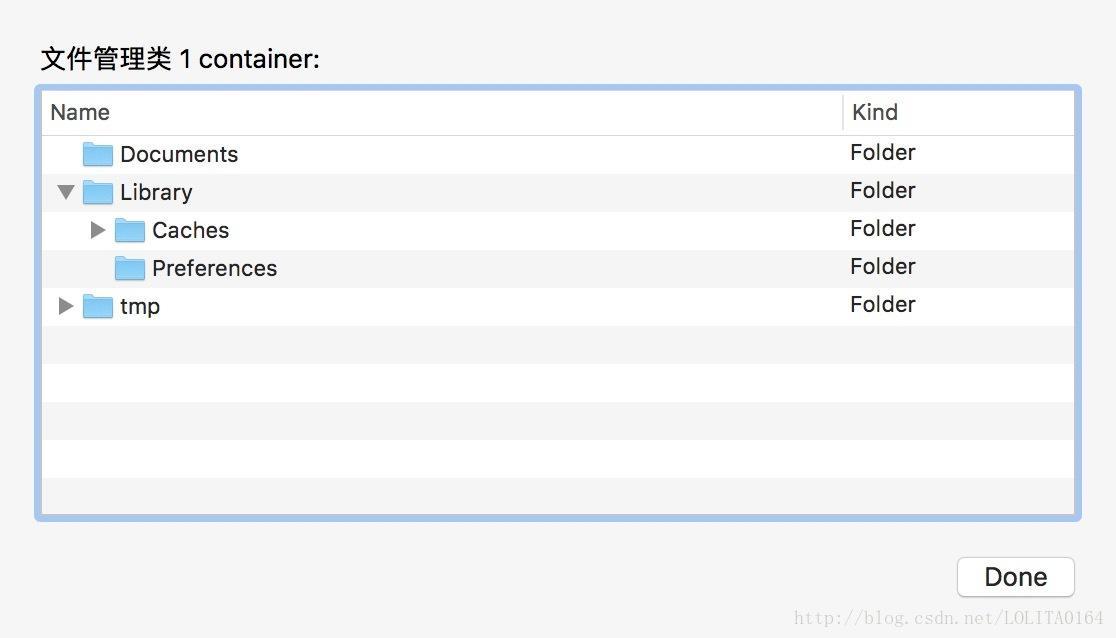 文件管理类 1 container:
Name Kind
Documents Folder
Library Folder
Caches Folder
Preferences Folder
tmp Folder
Done
http://blog.csdn.net/LOLITA0164